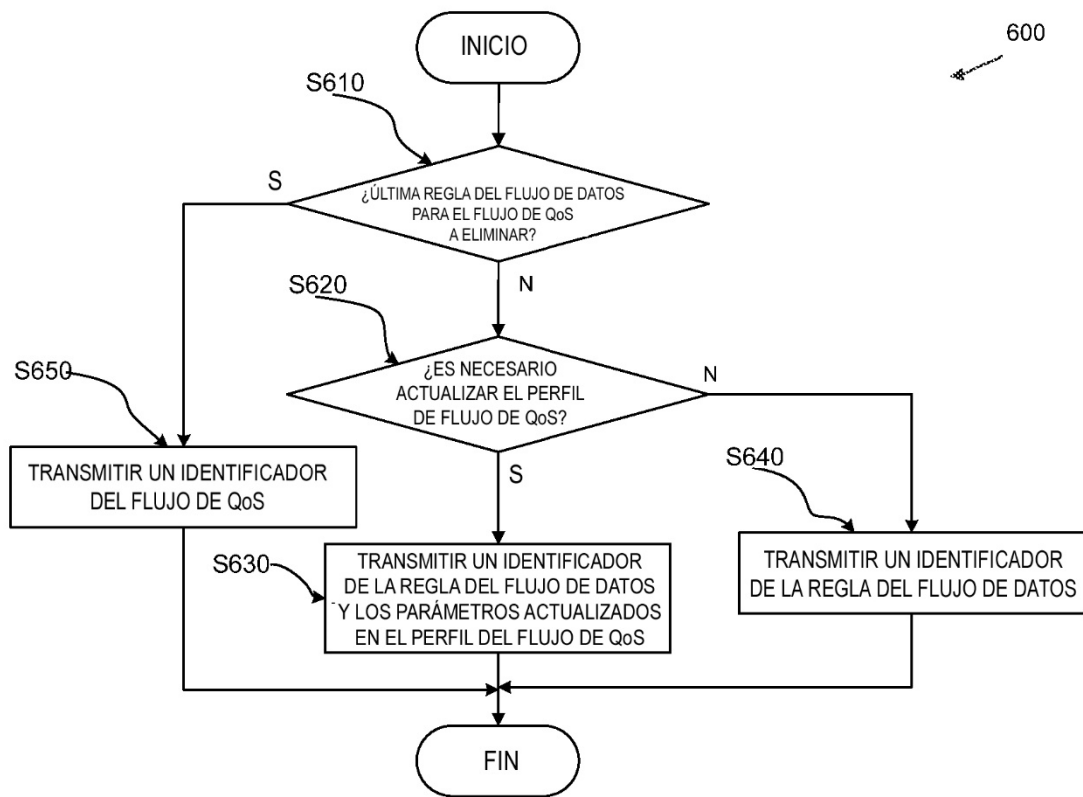 INICIO
600
S610
S
¿ÚLTIMA REGLA DEL FLUJO DE DATOS
PARA EL FLUJO DE QoS
A ELIMINAR?
N
S620
¿ES NECESARIO
ACTUALIZAR EL PERFIL
DE FLUJO DE QoS?
N
S
S650
TRANSMITIR UN IDENTIFICADOR
DEL FLUJO DE QoS
S640
TRANSMITIR UN IDENTIFICADOR
DE LA REGLA DEL FLUJO DE DATOS
S630
TRANSMITIR UN IDENTIFICADOR
DE LA REGLA DEL FLUJO DE DATOS
Y LOS PARÁMETROS ACTUALIZADOS
EN EL PERFIL DEL FLUJO DE QoS
FIN